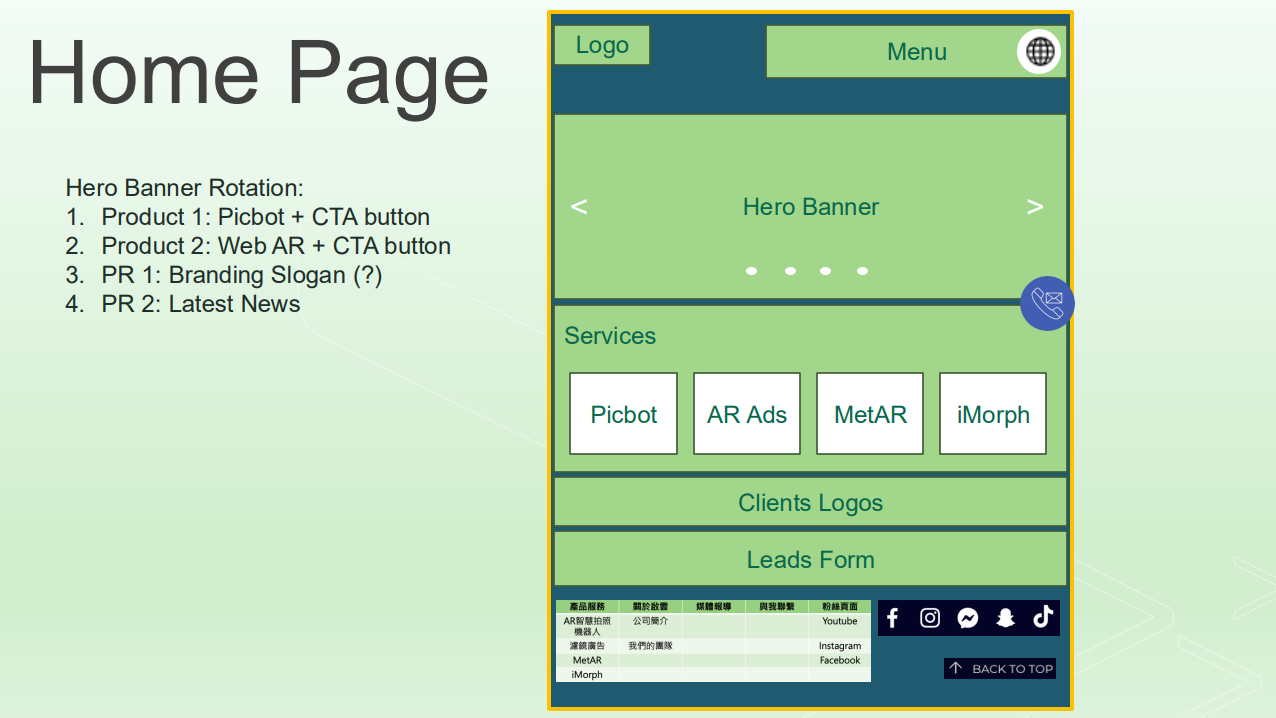 Home Page
Hero Banner Rotation:
1. Product 1: Picbot + CTA button
2. Product 2: Web AR + CTA button
3. PR 1: Branding Slogan (?)
4. PR 2: Latest News
Logo
Menu
< Hero Banner >
Services
Picbot AR Ads MetAR iMorph
Clients Logos
Leads Form
產品服務 關於啟雲 媒體報導 與我聯繫 粉絲頁面
AR智慧拍照 公司簡介 Youtube
機器人
濾鏡廣告 我們的團隊 Instagram
MetAR Facebook
iMorph
BACK TO TOP